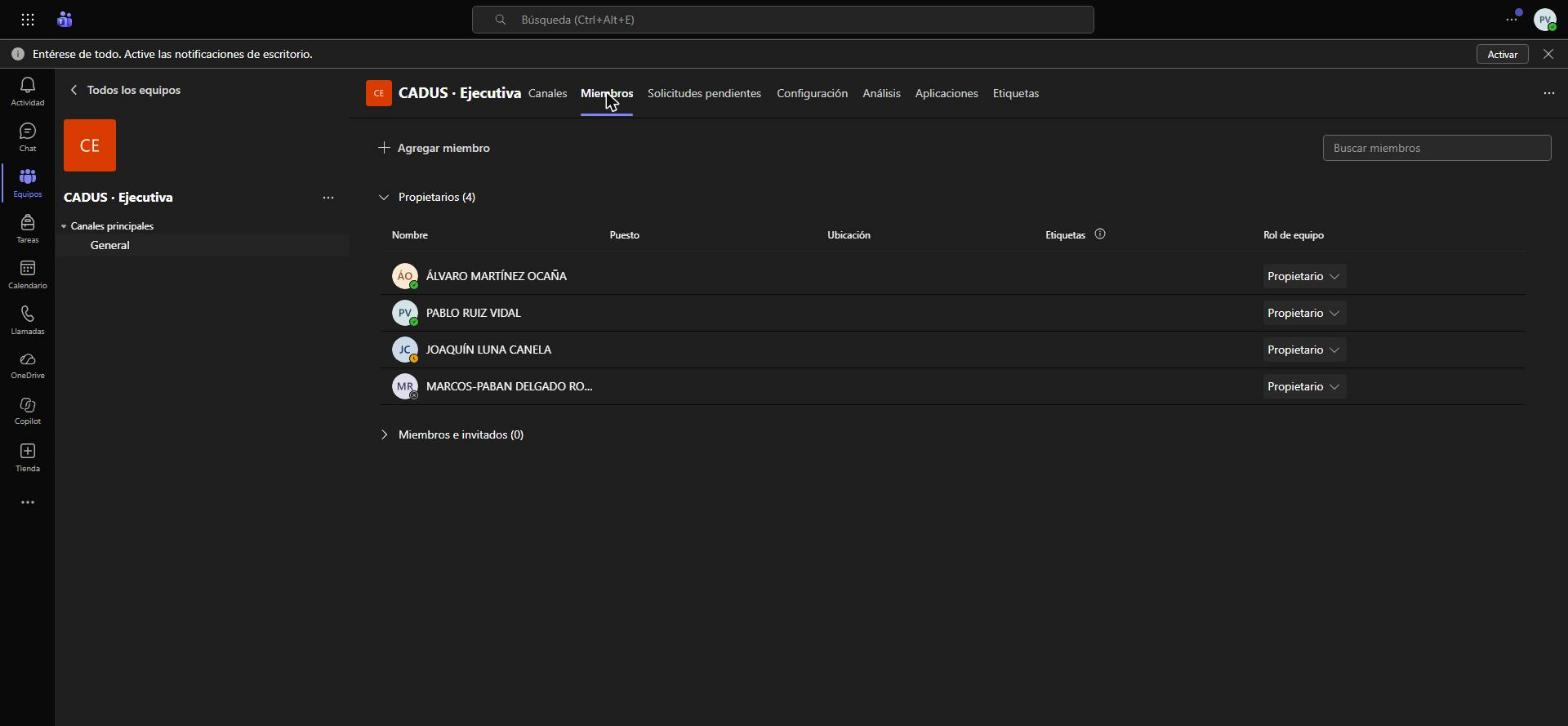 Búsqueda (Ctrl+Alt+E)
PV
Entérese de todo. Active las notificaciones de escritorio.
Activar
Actividad
Chat
Equipos
Tareas
Calendario
Llamadas
OneDrive
Copilot
Tienda
Todos los equipos
CE
CADUS · Ejecutiva
Canales principales
General
CE CADUS · Ejecutiva Canales Miembros Solicitudes pendientes Configuración Análisis Aplicaciones Etiquetas
Agregar miembro
Buscar miembros
Propietarios (4)
Nombre Puesto Ubicación Etiquetas Rol de equipo
ÁO ÁLVARO MARTÍNEZ OCAÑA Propietario
PV PABLO RUIZ VIDAL Propietario
JC JOAQUÍN LUNA CANELA Propietario
MR MARCOS-PABAN DELGADO RO... Propietario
Miembros e invitados (0)